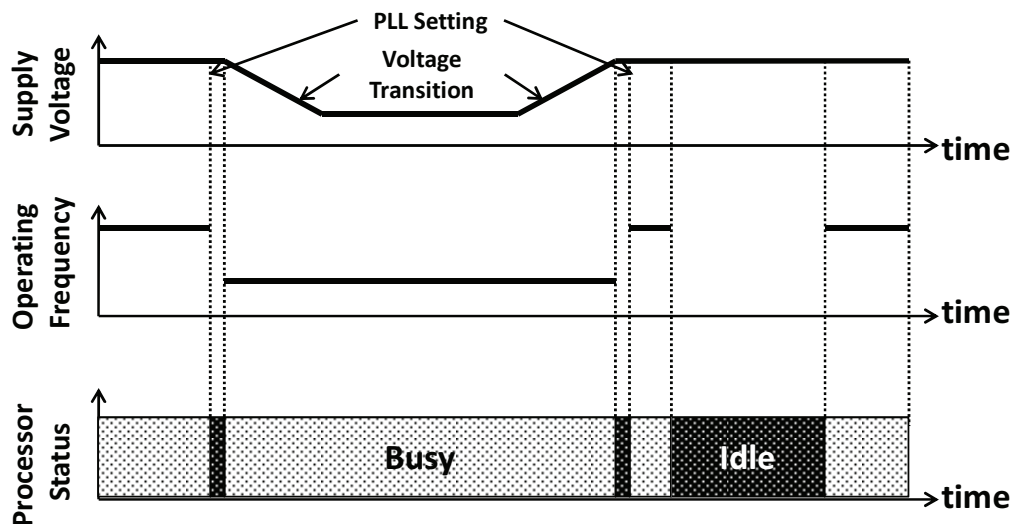 PLL Setting
Voltage
Transition
Supply
Voltage
time
Operating
Frequency
time
Processor
Status
Busy
Idle
time